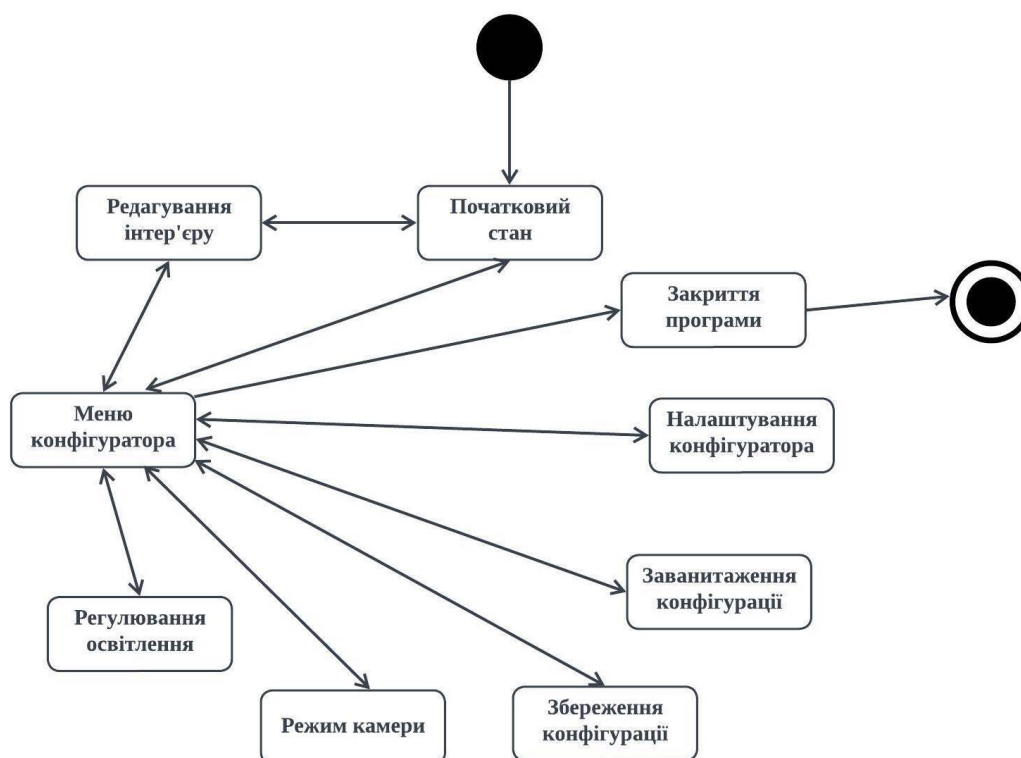 Редагування
інтер'єру
Початковий
стан
Закриття
програми
Меню
конфігуратора
Налаштування
конфігуратора
Заванитаження
конфігурації
Регулювання
освітлення
Режим камери
Збереження
конфігурації